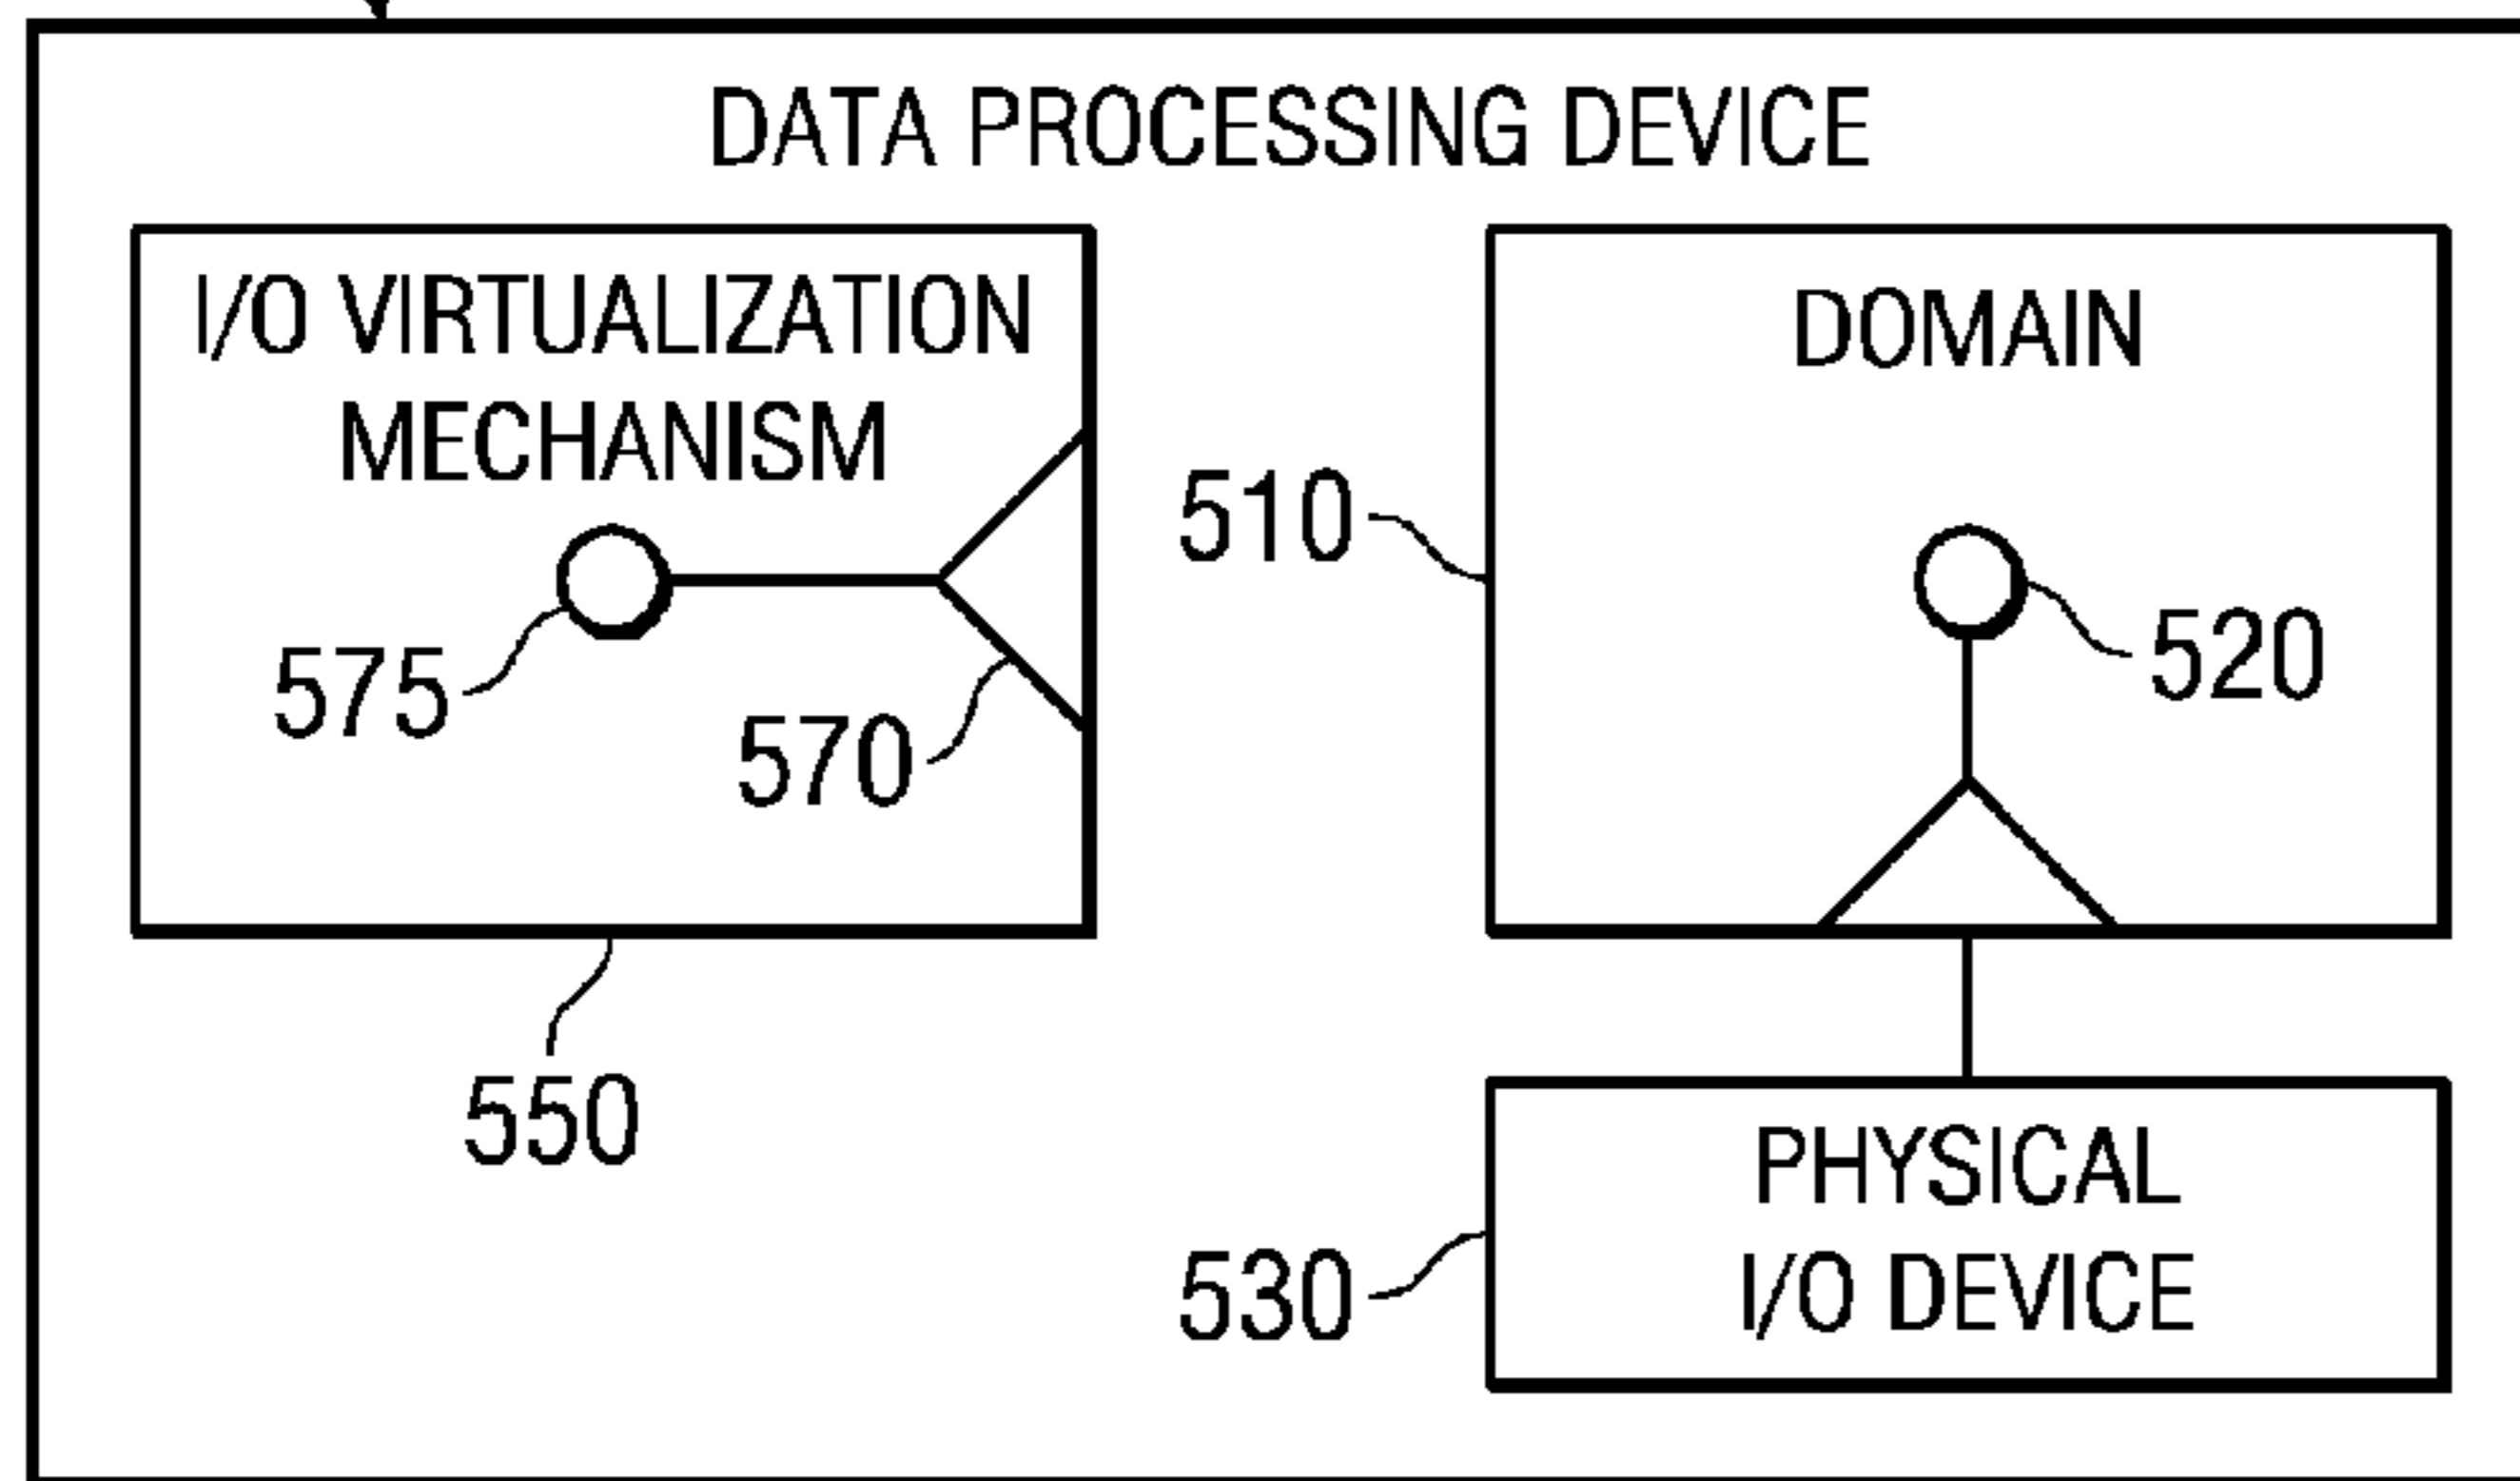 DATA PROCESSING DEVICE
I/O VIRTUALIZATION
MECHANISM
575
570
550
DOMAIN
510
520
530
PHYSICAL
I/O DEVICE